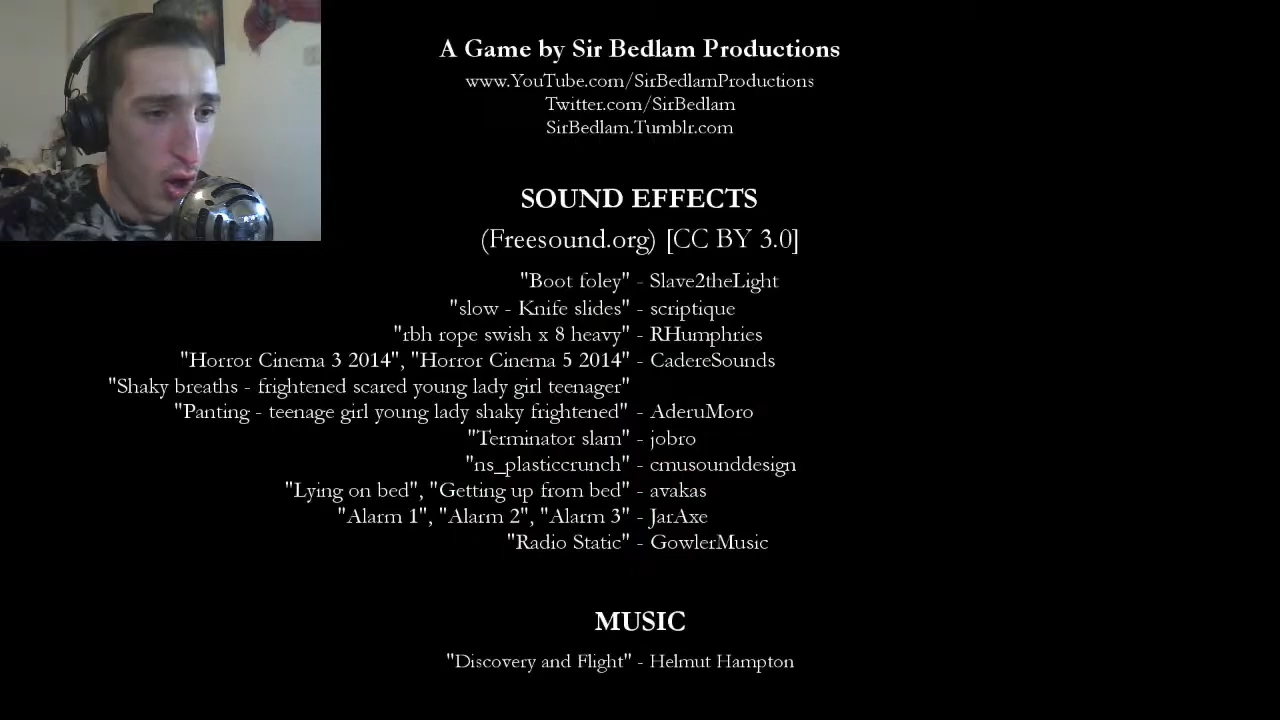 A Game by Sir Bedlam Productions
www.YouTube.com/SirBedlamProductions
Twitter.com/SirBedlam
SirBedlam.Tumblr.com
SOUND EFFECTS
(Freesound.org) [CC BY 3.0]
"Boot foley" - Slave2theLight
"slow - Knife slides" - scriptique
"rbh rope swish x 8 heavy" - RHumphries
"Horror Cinema 3 2014", "Horror Cinema 5 2014" - CadereSounds
"Shaky breaths - frightened scared young lady girl teenager"
"Panting - teenage girl young lady shaky frightened" - AderuMoro
"Terminator slam" - jobro
"ns_plasticcrunch" - cmusounddesign
"Lying on bed", "Getting up from bed" - avakas
"Alarm 1", "Alarm 2", "Alarm 3" - JarAxe
"Radio Static" - GowlerMusic
MUSIC
"Discovery and Flight" - Helmut Hampton